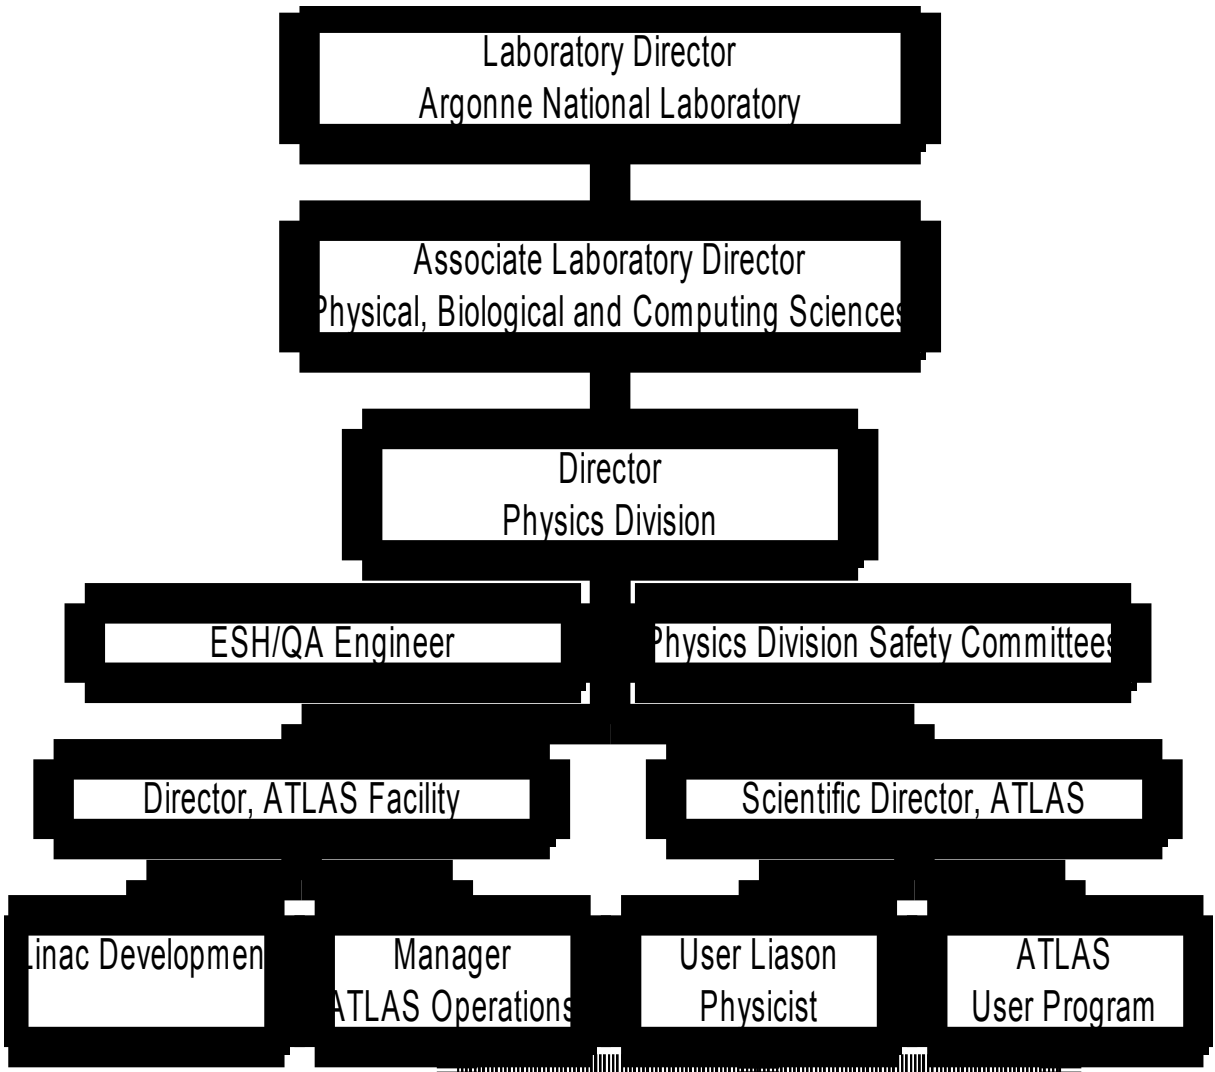 Laboratory Director
Argonne National Laboratory
Associate Laboratory Director
Physical, Biological and Computing Sciences
Director
Physics Division
ESH/QA Engineer
Physics Division Safety Committees
Director, ATLAS Facility
Scientific Director, ATLAS
Linac Development
Manager
ATLAS Operations
User Liason
Physicist
ATLAS
User Program